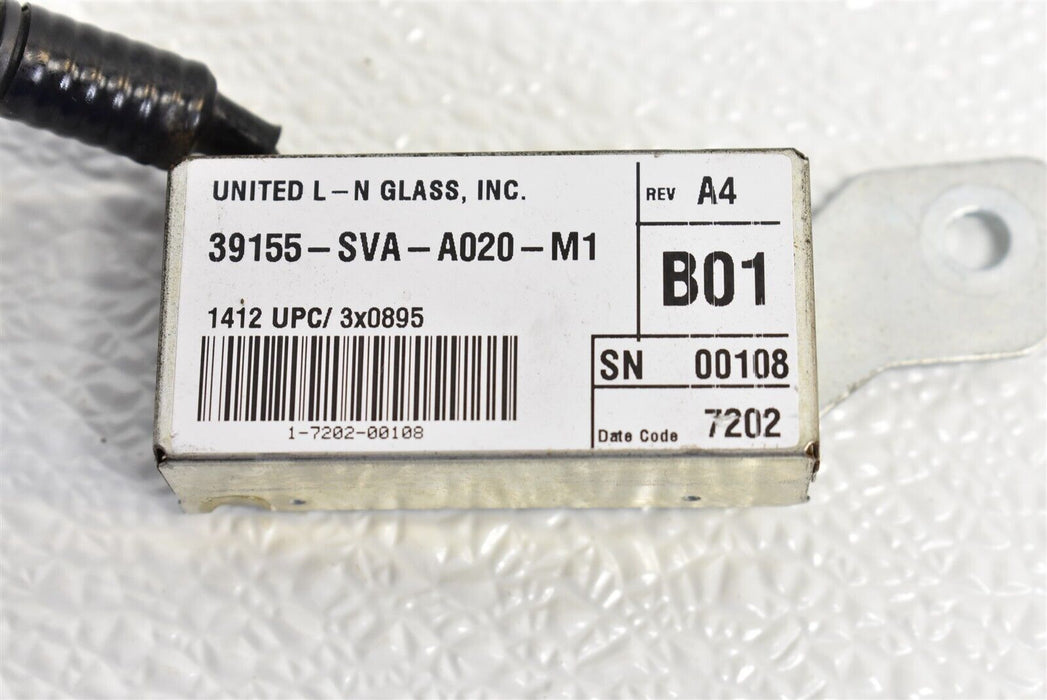 UNITED L-N GLASS, INC.
39155-SVA-A020-M1
1412 UPC/ 3x0895
1-7202-00108
REV A4
B01
SN 00108
Date Code 7202